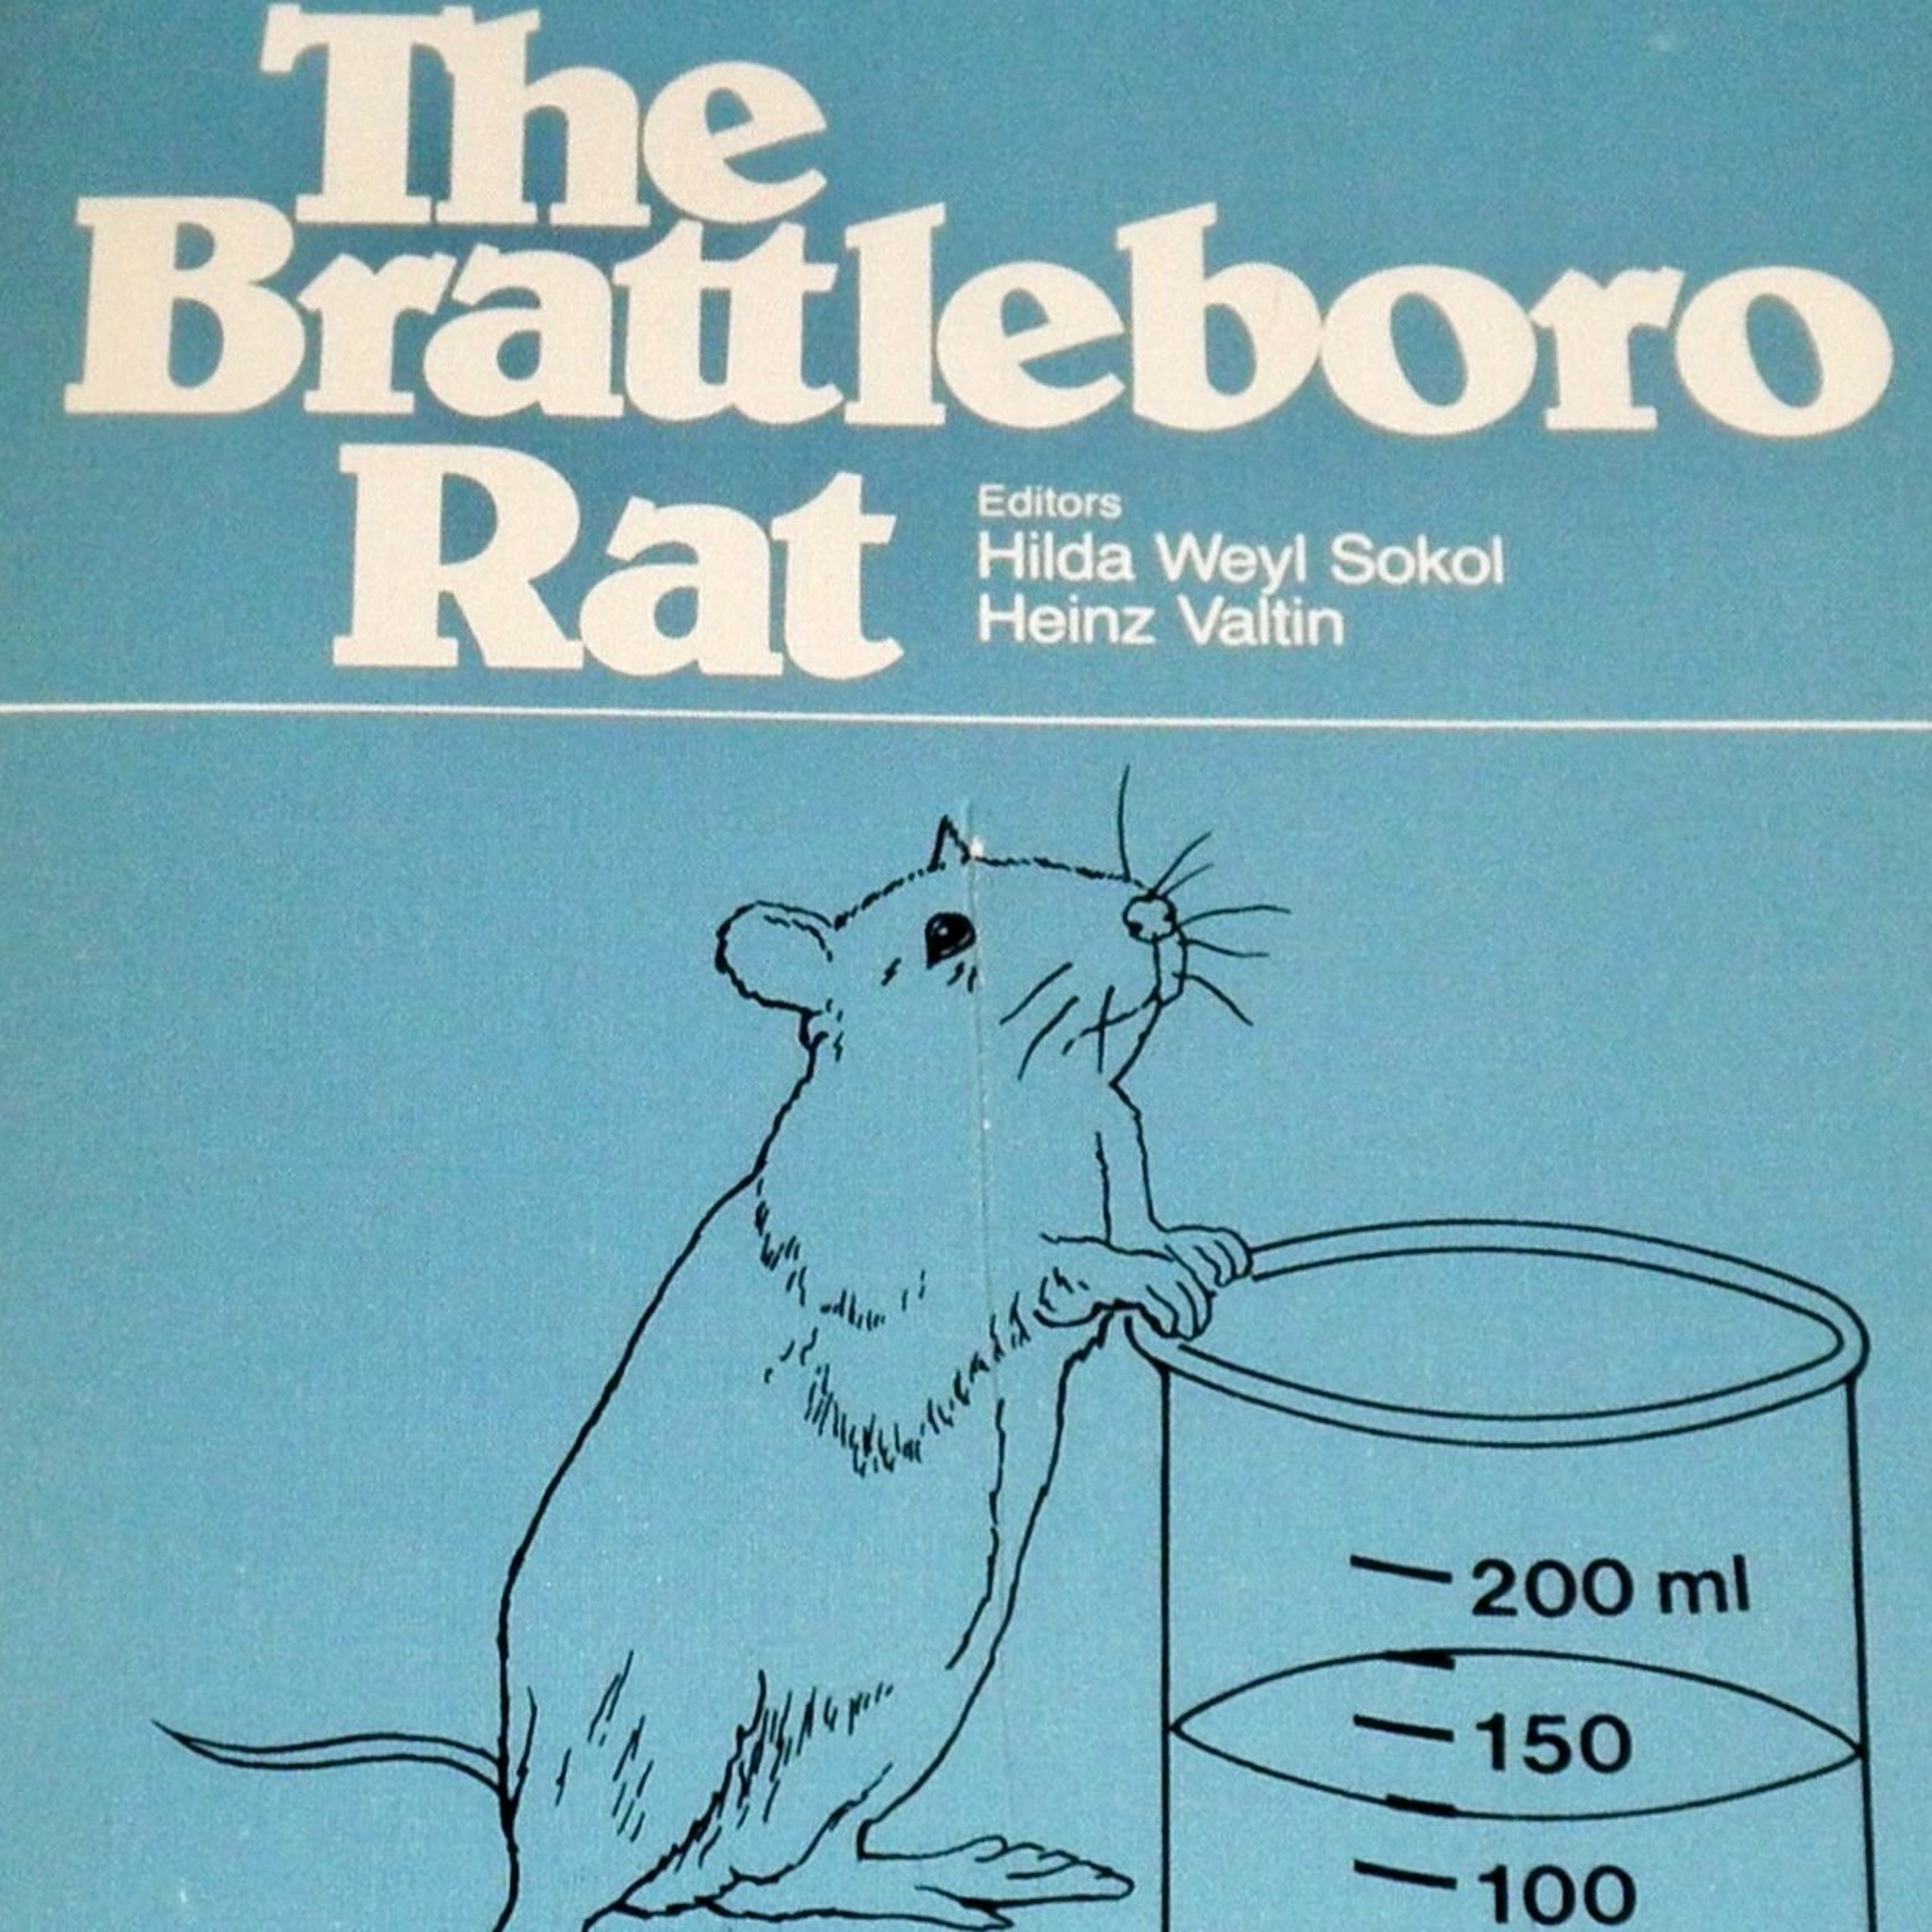 The
Brattleboro
Rat
Editors
Hilda Weyl Sokol
Heinz Valtin
200 ml
150
100